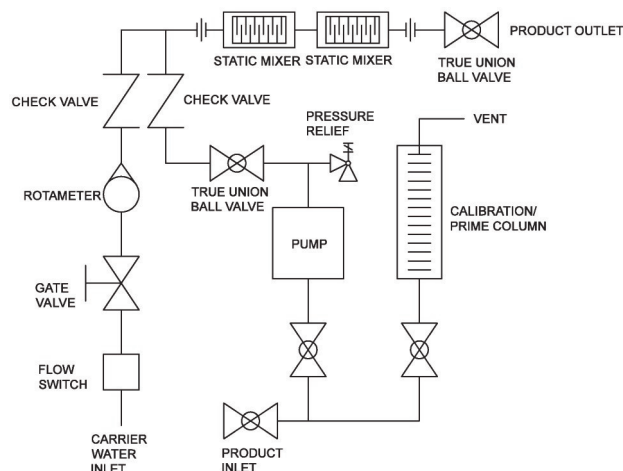 PRODUCT OUTLET
STATIC MIXER
STATIC MIXER
TRUE UNION
BALL VALVE
CHECK VALVE
CHECK VALVE
PRESSURE
RELIEF
VENT
TRUE UNION
BALL VALVE
ROTAMETER
CALIBRATION/
PRIME COLUMN
PUMP
GATE
VALVE
FLOW
SWITCH
CARRIER
WATER
INLET
PRODUCT
INLET